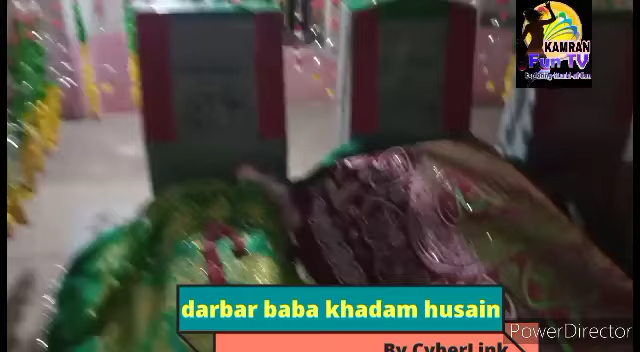 KAMRAN
Fun TV
darbar baba khadam husain
By CyberLink
PowerDirector